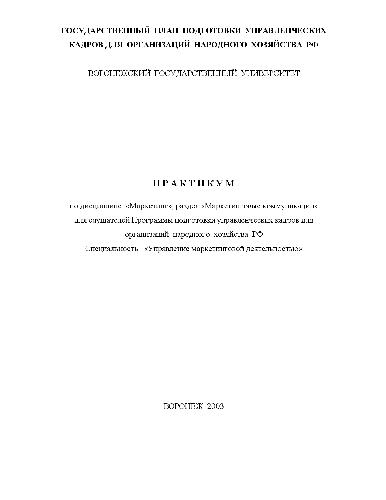 ГОСУДАРСТВЕННЫЙ ПЛАН ПОДГОТОВКИ УПРАВЛЕНЧЕСКИХ
КАДРОВ ДЛЯ ОРГАНИЗАЦИЙ НАРОДНОГО ХОЗЯЙСТВА РФ
ВОРОНЕЖСКИЙ ГОСУДАРСТВЕННЫЙ УНИВЕРСИТЕТ
П Р А К Т И К У М
по дисциплине «Маркетинг», раздел «Маркетинговые коммуникации»
для слушателей Программы подготовки управленческих кадров для
организаций народного хозяйства РФ
Специальность «Управление маркетинговой деятельностью»
ВОРОНЕЖ 2003